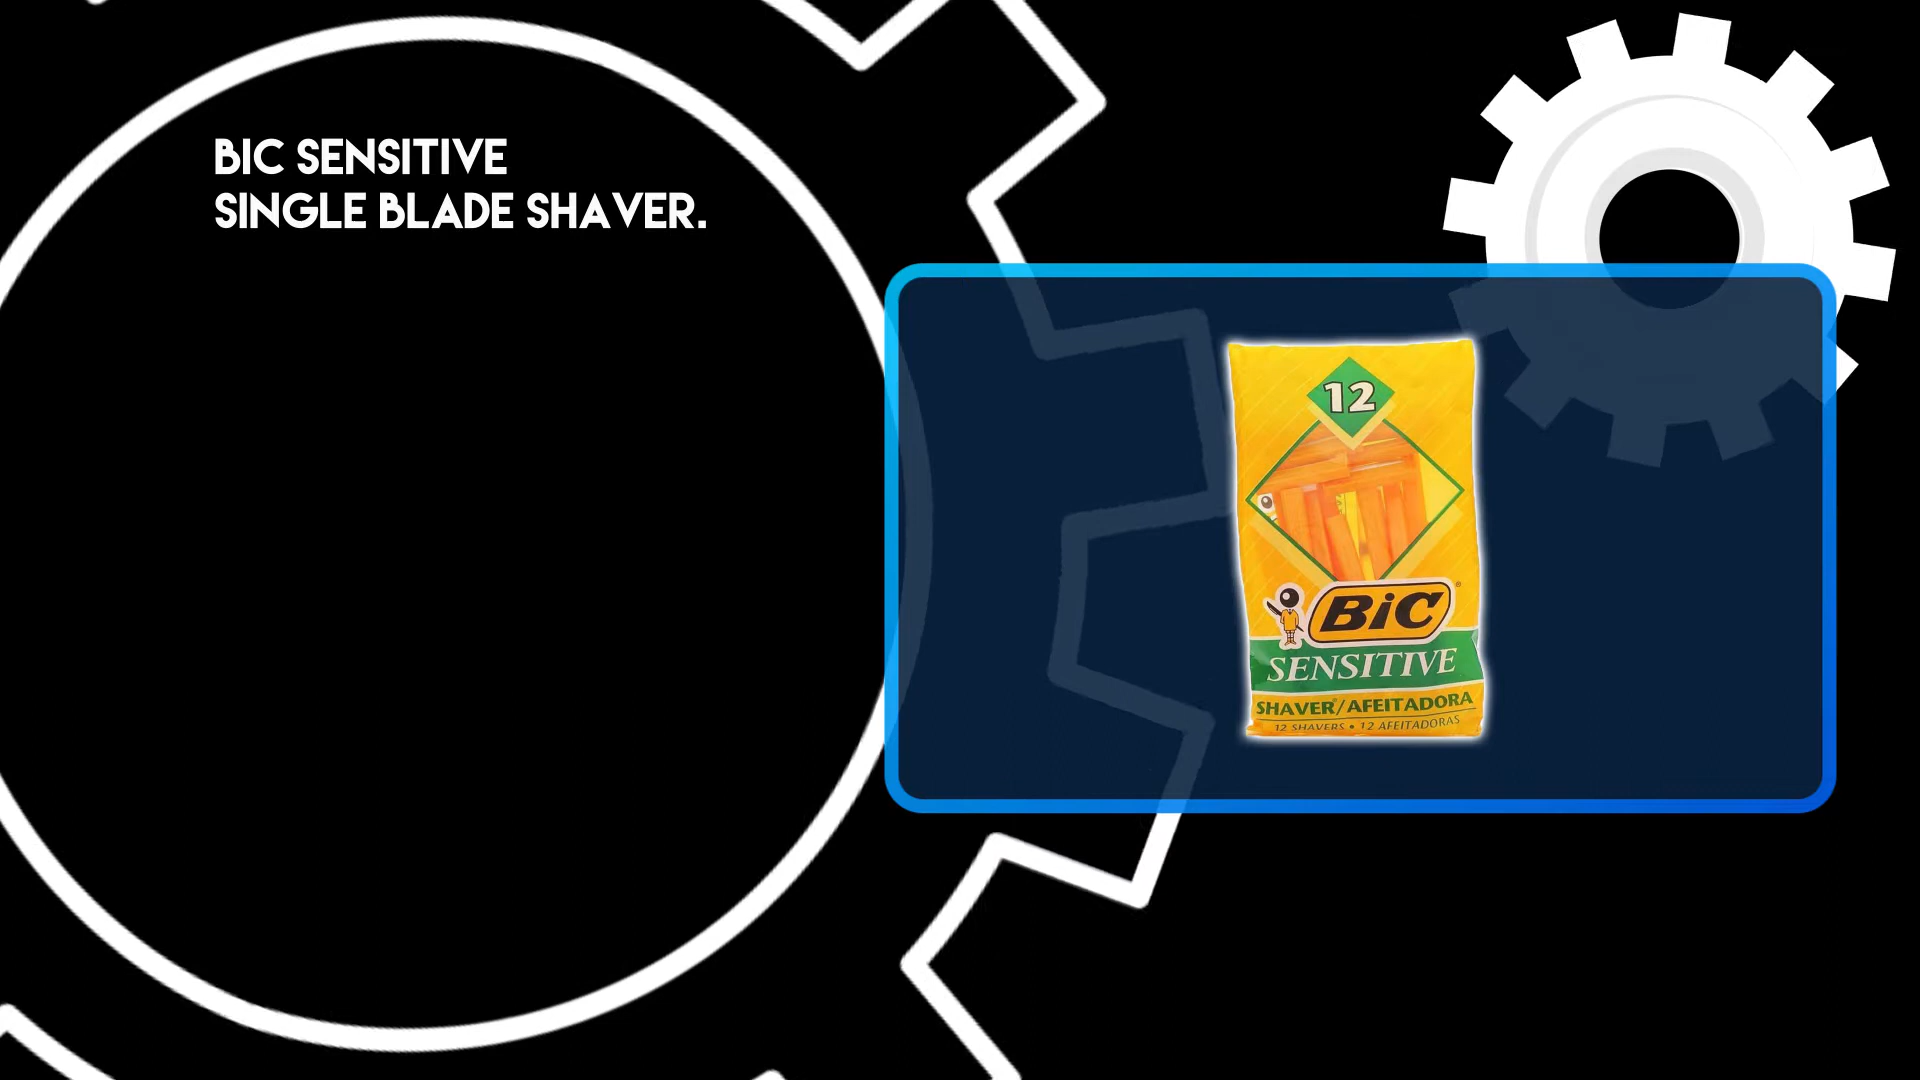 BIC SENSITIVE
SINGLE BLADE SHAVER.
12
BiC
SENSITIVE
SHAVER/AFEITADORA
12 SHAVERS • 12 AFEITADORAS